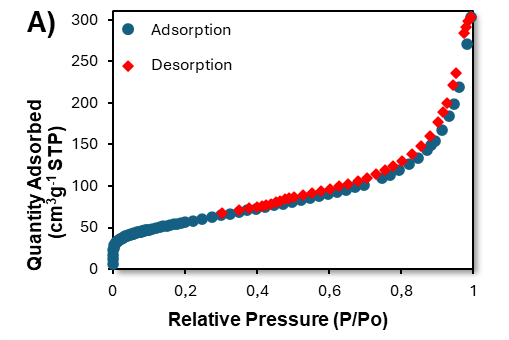 A)
Adsorption
Desorption
Quantity Adsorbed
(cm³g⁻¹ STP)
300
250
200
150
100
50
0
0 0,2 0,4 0,6 0,8 1
Relative Pressure (P/Po)